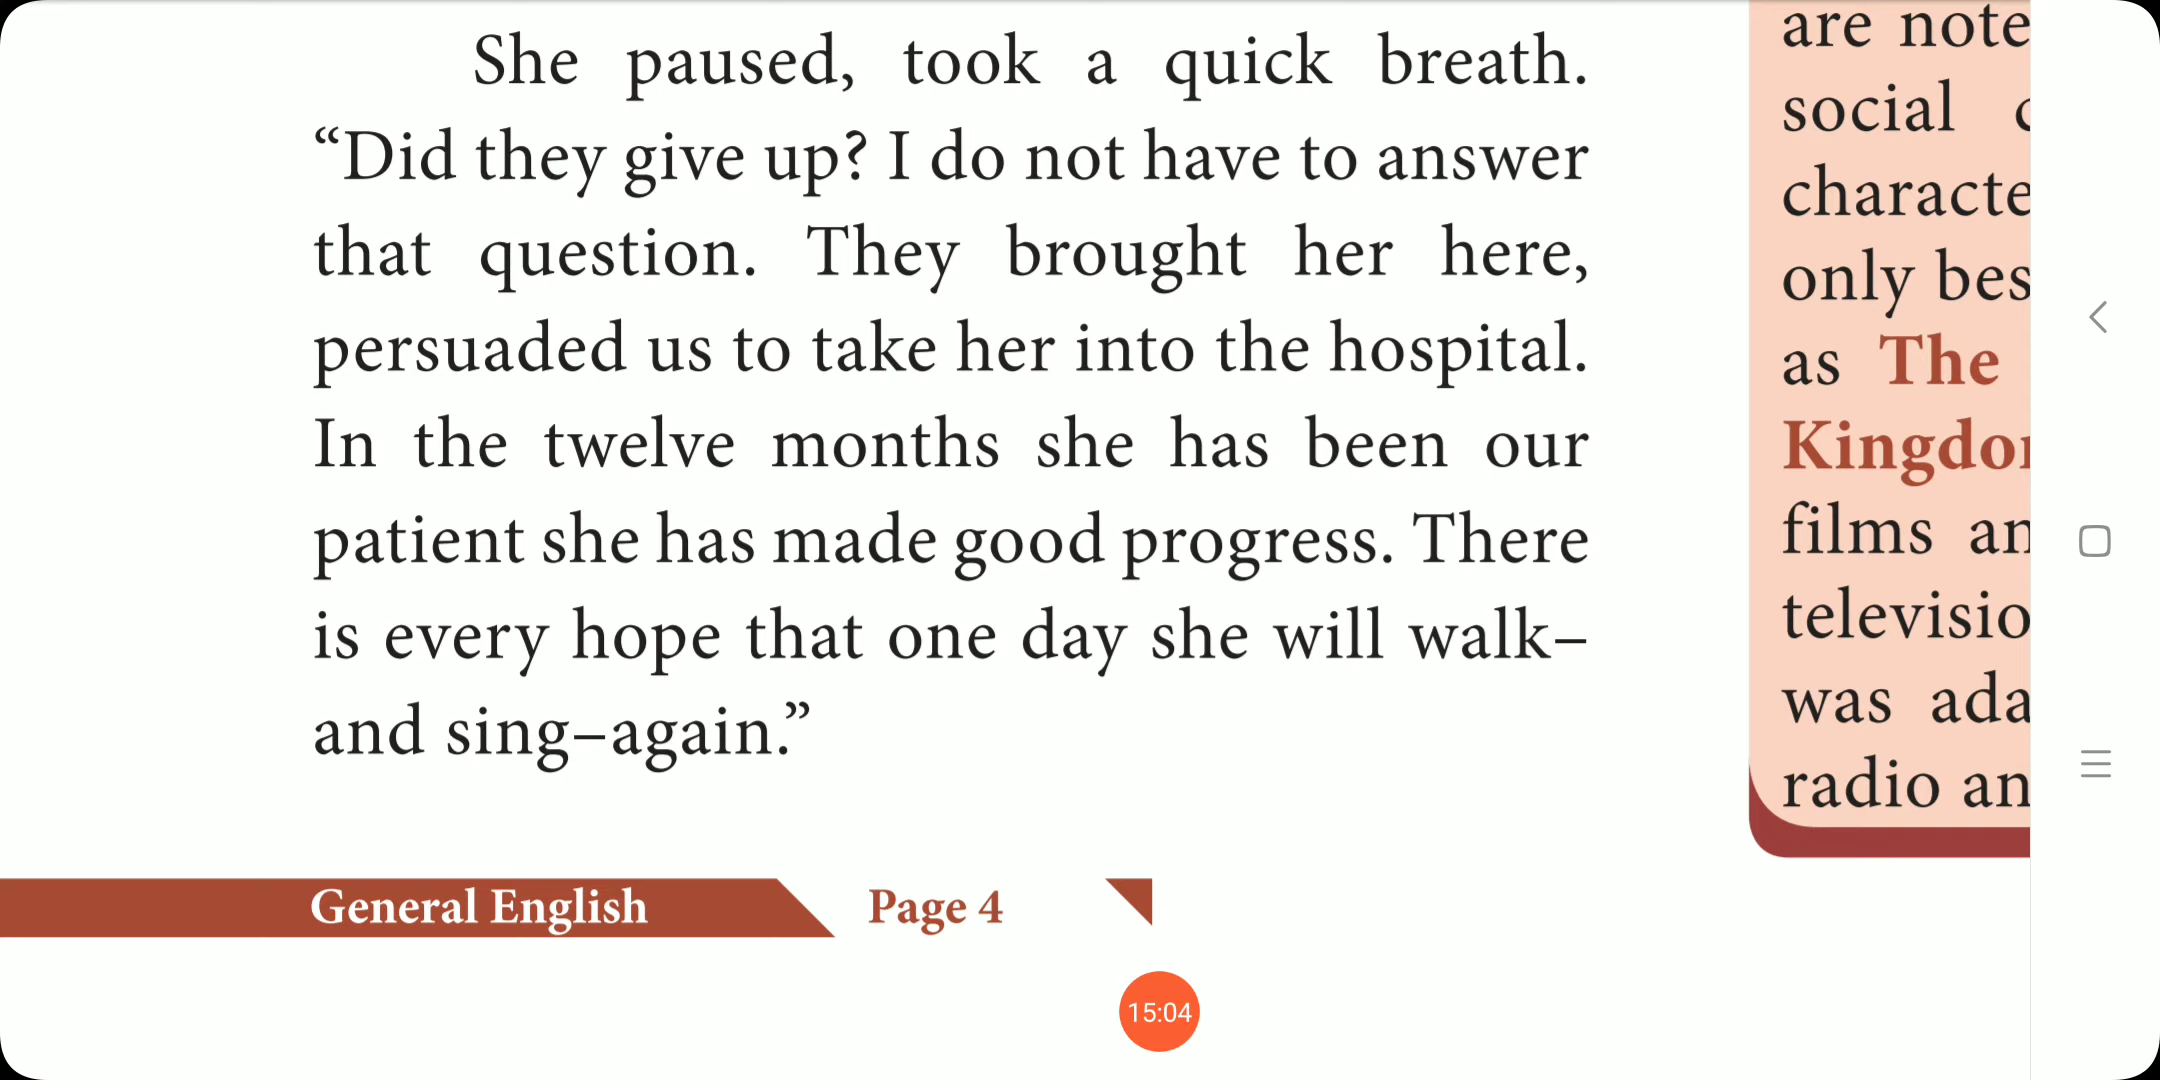 She paused, took a quick breath.
“Did they give up? I do not have to answer
that question. They brought her here,
persuaded us to take her into the hospital.
In the twelve months she has been our
patient she has made good progress. There
is every hope that one day she will walk–
and sing–again.”
are note
social
characte
only bes
as The
Kingdo
films an
televisio
was ada
radio an
General English
Page 4
15:04